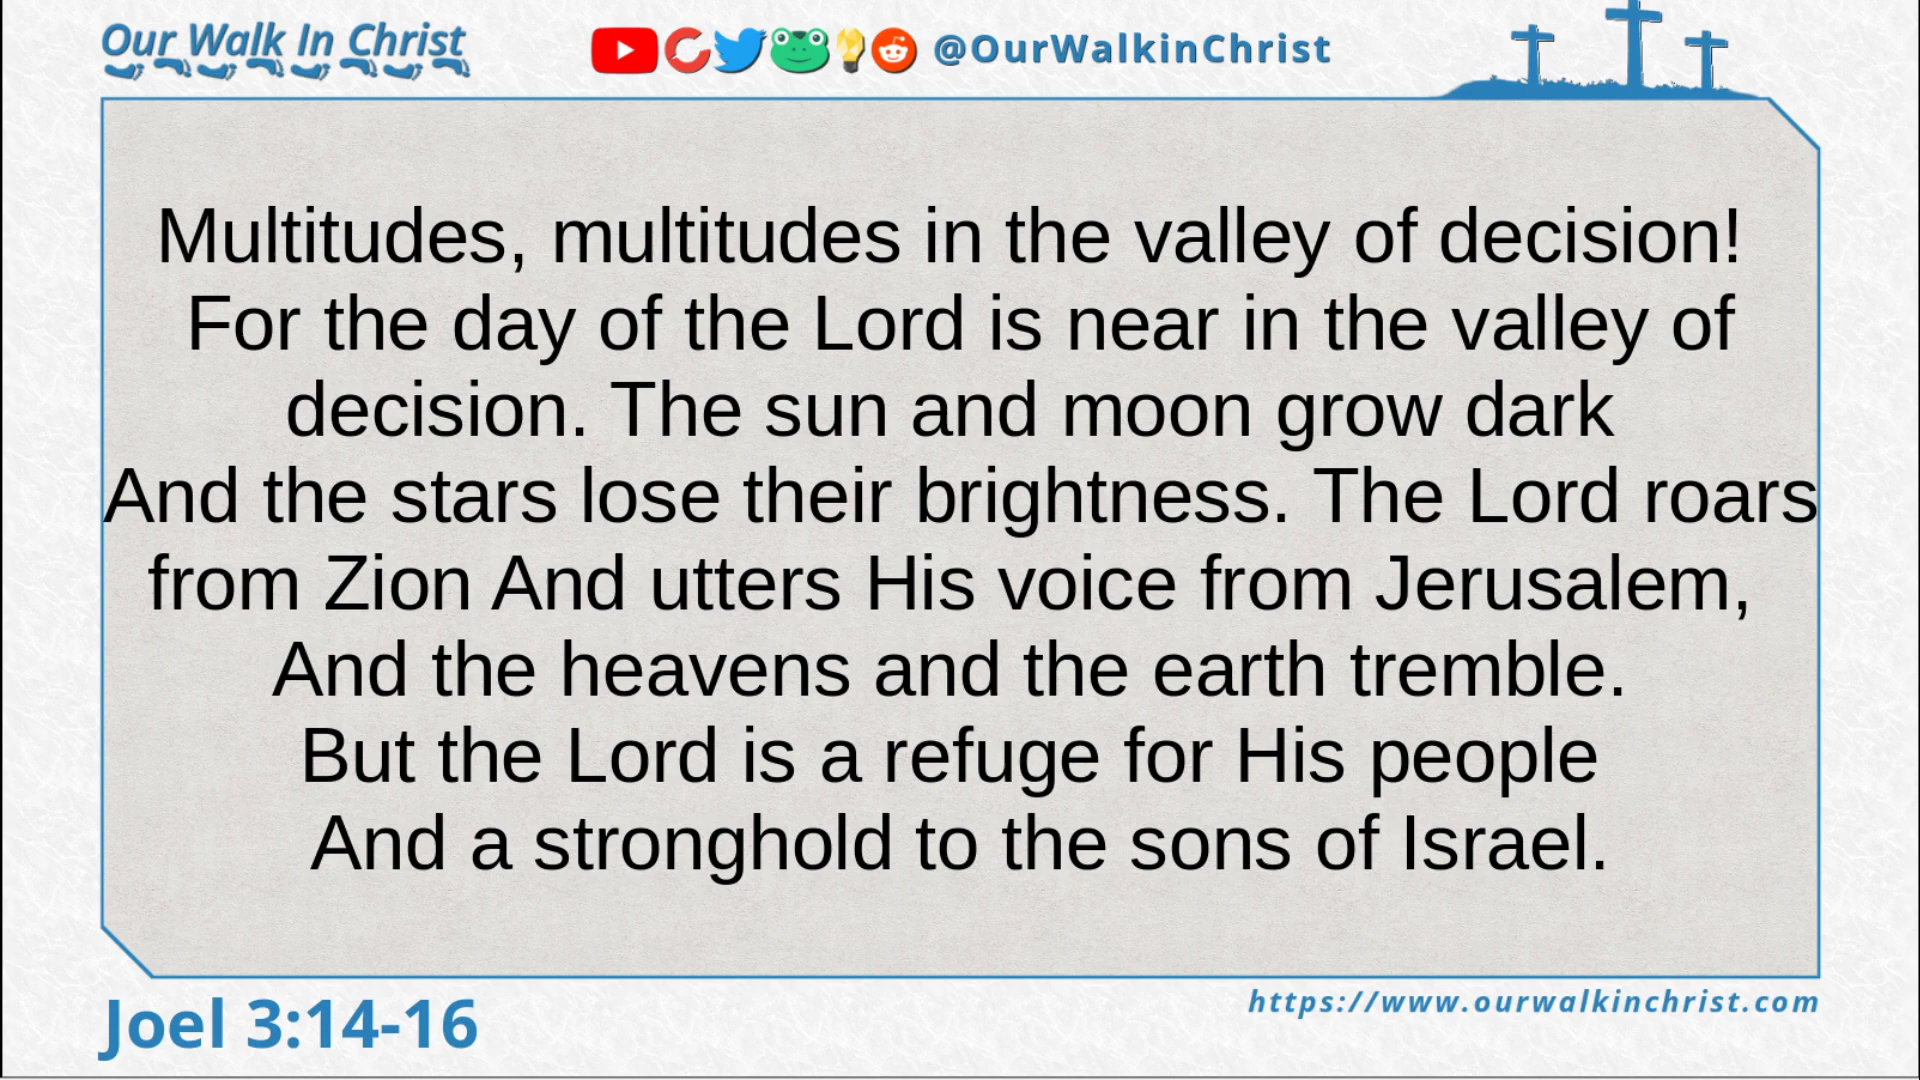 Our Walk In Christ
@OurWalkinChrist
Multitudes, multitudes in the valley of decision!
For the day of the Lord is near in the valley of
decision. The sun and moon grow dark
And the stars lose their brightness. The Lord roars
from Zion And utters His voice from Jerusalem,
And the heavens and the earth tremble.
But the Lord is a refuge for His people
And a stronghold to the sons of Israel.
Joel 3:14-16
https://www.ourwalkinchrist.com